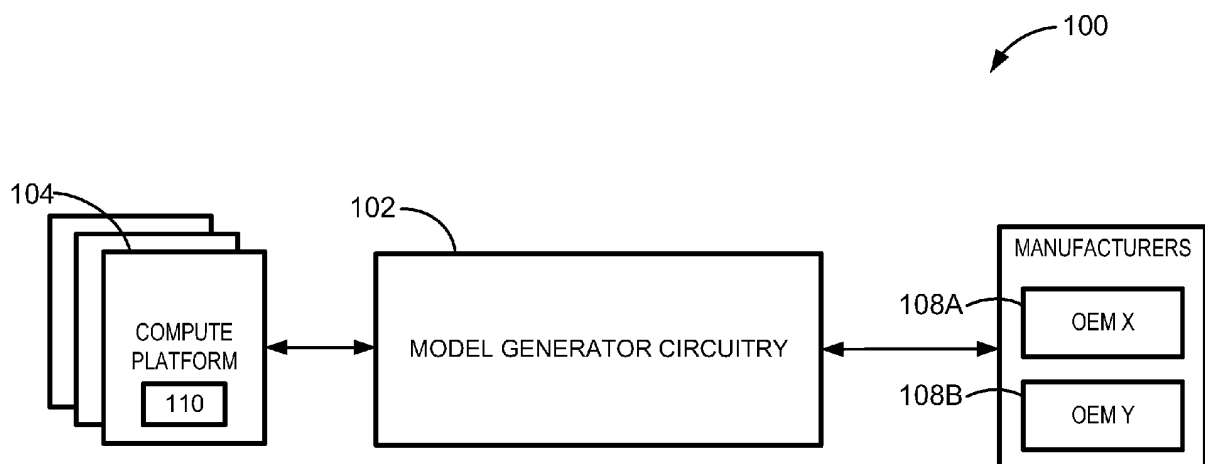 100
104
102
MANUFACTURERS
108A
OEM X
COMPUTE
PLATFORM
MODEL GENERATOR CIRCUITRY
110
108B
OEM Y